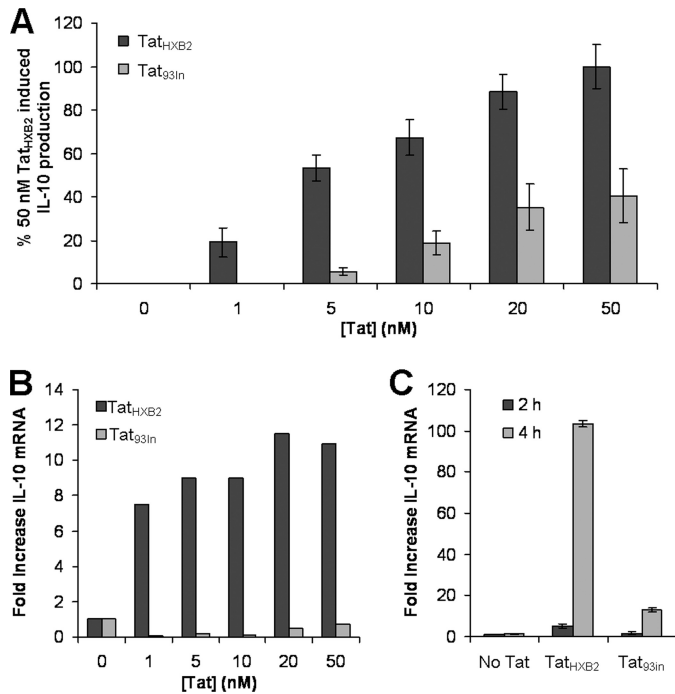 A
% 50 nM TatHXB2 induced
IL-10 production
120
100
80
60
40
20
0
TatHXB2
Tat93In
0 1 5 10 20 50
[Tat] (nM)
B
Fold Increase IL-10 mRNA
14
12
10
8
6
4
2
0
TatHXB2
Tat93In
0 1 5 10 20 50
[Tat] (nM)
C
Fold Increase IL-10 mRNA
120
100
80
60
40
20
0
2 h
4 h
No Tat TatHXB2 Tat93in